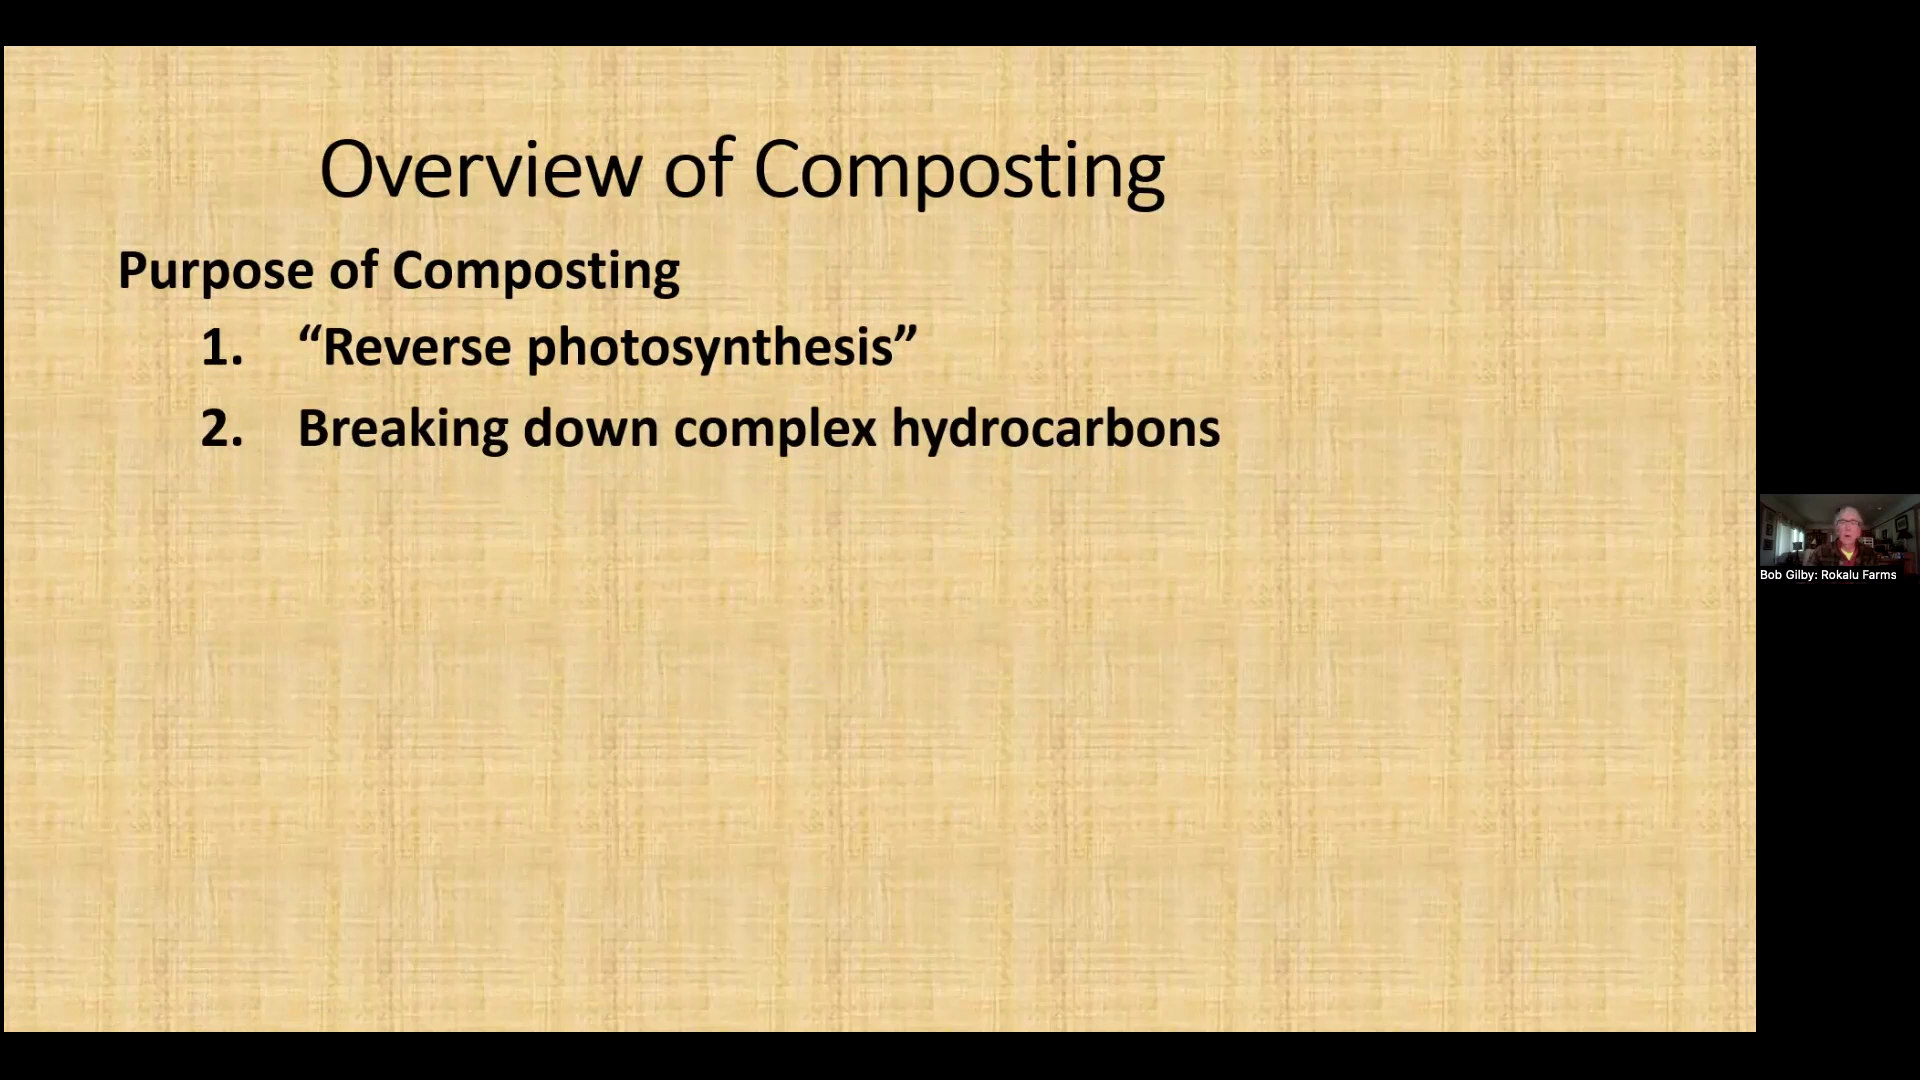 Overview of Composting
Purpose of Composting
1. “Reverse photosynthesis”
2. Breaking down complex hydrocarbons
Bob Gilby: Rokalu Farms